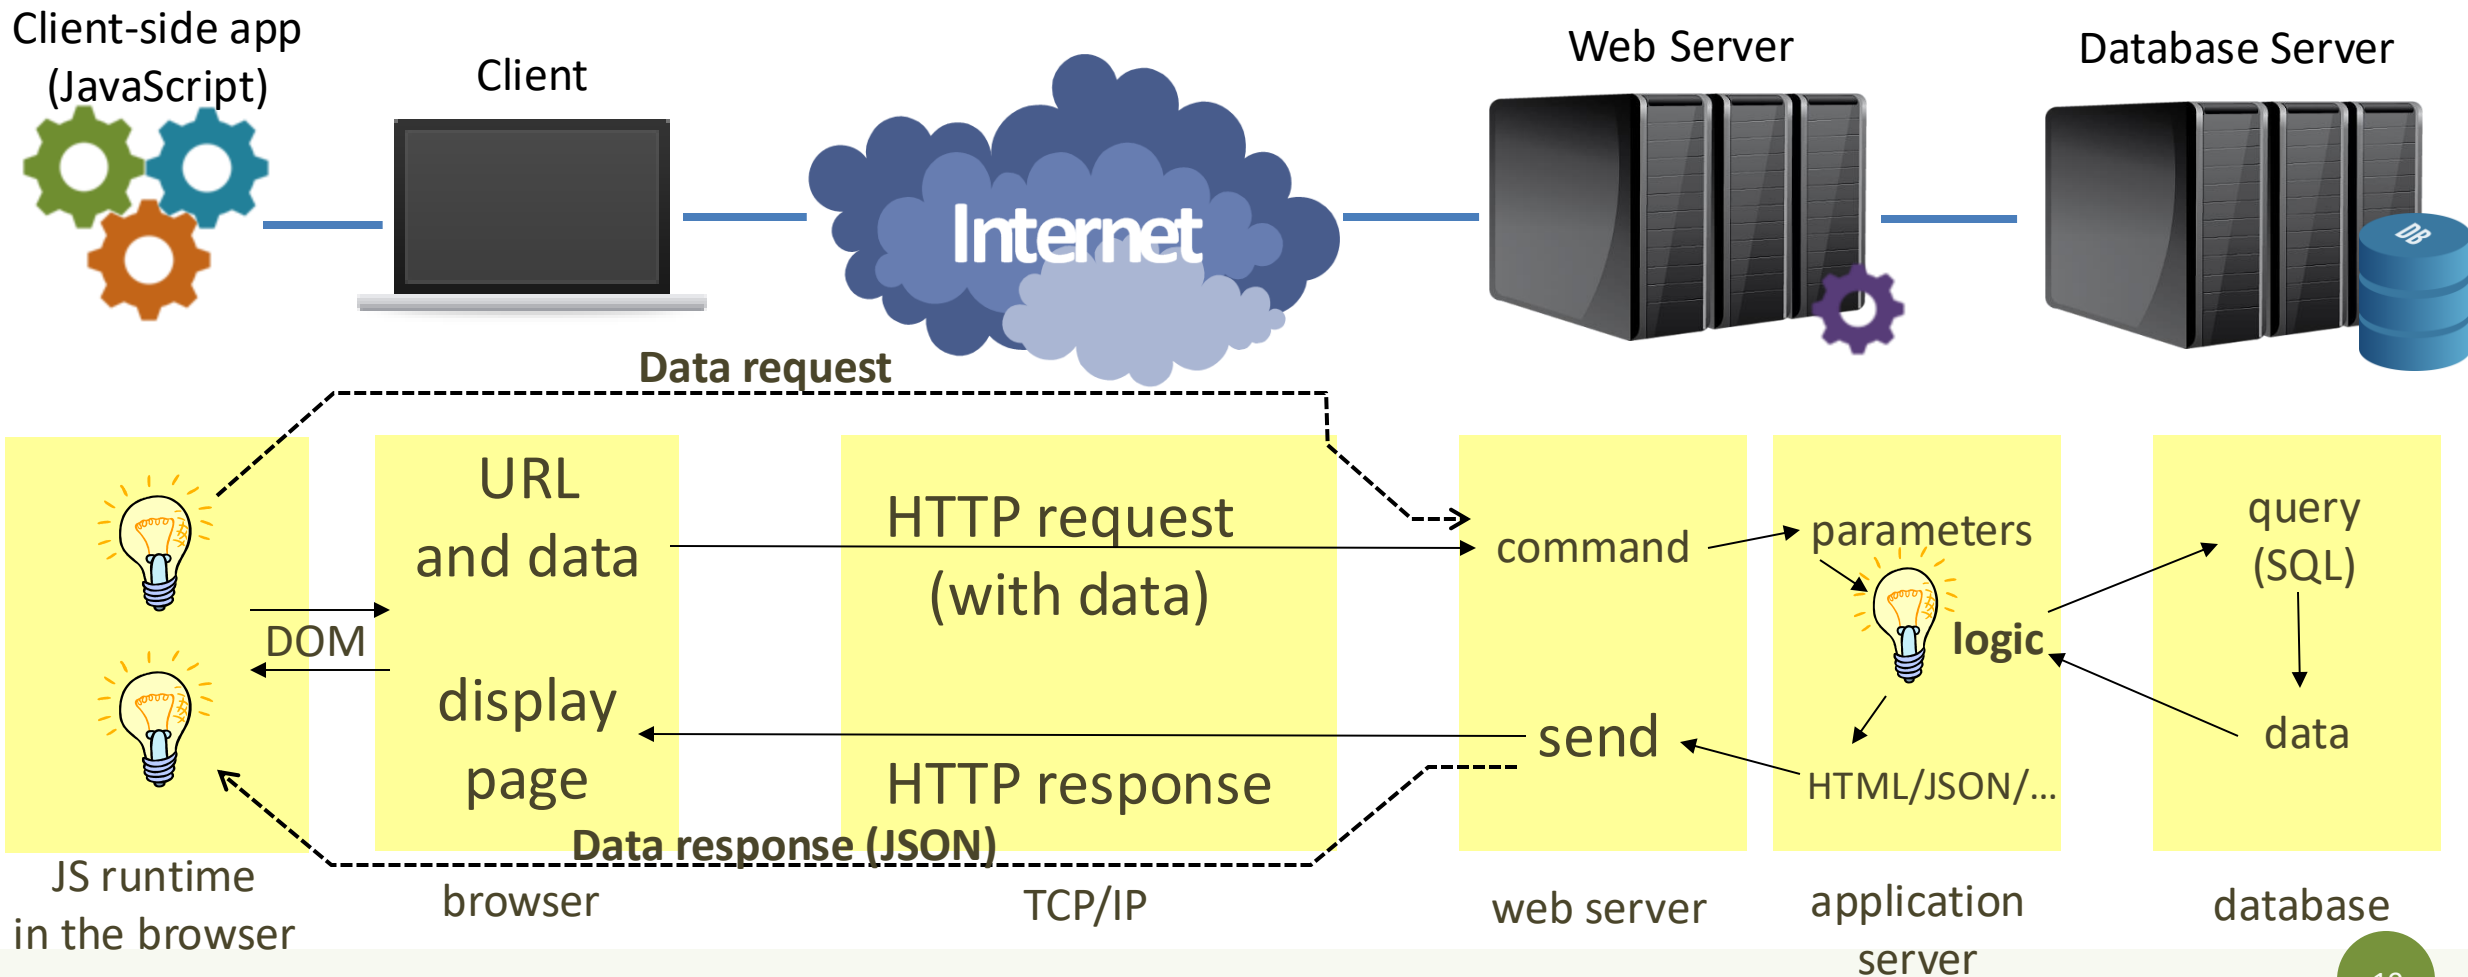 Client-side app
(JavaScript)
Client
Internet
Web Server
Database Server
DB
Data request
URL
and data
HTTP request
(with data)
command
parameters
query
(SQL)
logic
DOM
display
page
send
data
HTTP response
HTML/JSON/…
Data response (JSON)
JS runtime
in the browser
browser
TCP/IP
web server
application
server
database